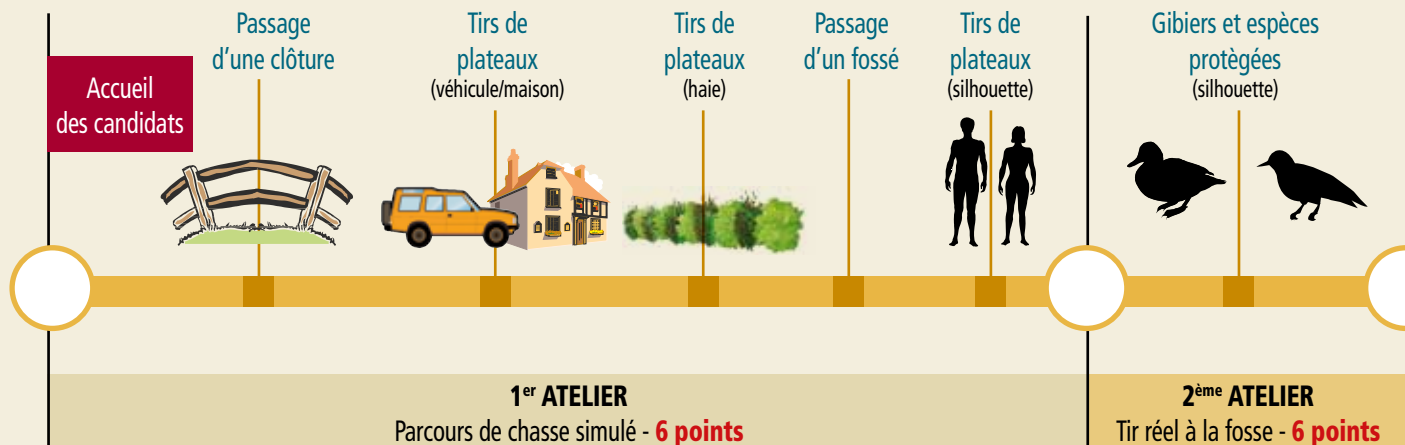 Accueil
des candidats
Passage
d'une clôture
Tirs de
plateaux
(véhicule/maison)
Tirs de
plateaux
(haie)
Passage
d'un fossé
Tirs de
plateaux
(silhouette)
Gibiers et espèces
protègées
(silhouette)
1er ATELIER
Parcours de chasse simulé - 6 points
2ème ATELIER
Tir réel à la fosse - 6 points